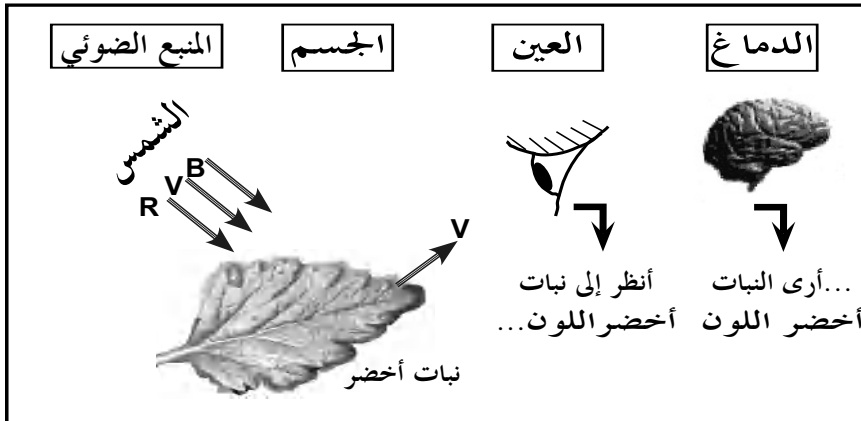 الدماغ
العين
الجسم
المنبع الضوئي
الشمس
B
V
R
V
...أرى النبات
أخضر اللون
أنظر إلى نبات
أخضر اللون...
نبات أخضر